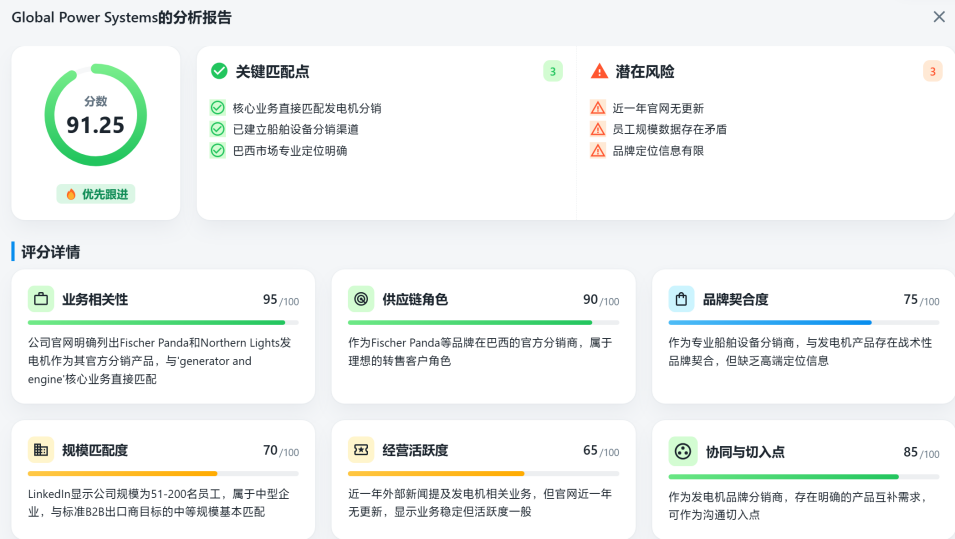 Global Power Systems的分析报告
分数
91.25
优先跟进
关键匹配点
3
核心业务直接匹配发电机分销
已建立船舶设备分销渠道
巴西市场专业定位明确
潜在风险
3
近一年官网无更新
员工规模数据存在矛盾
品牌定位信息有限
评分详情
业务相关性
95/100
公司官网明确列出Fischer Panda和Northern Lights发
电机作为其官方分销产品，与'generator and
engine'核心业务直接匹配
供应链角色
90/100
作为Fischer Panda等品牌在巴西的官方分销商，属于
理想的转售客户角色
品牌契合度
75/100
作为专业船舶设备分销商，与发电机产品存在战术性
品牌契合，但缺乏高端定位信息
规模匹配度
70/100
LinkedIn显示公司规模为51-200名员工，属于中型企
业，与标准B2B出口商目标的中等规模基本匹配
经营活跃度
65/100
近一年外部新闻提及发电机相关业务，但官网近一年
无更新，显示业务稳定但活跃度一般
协同与切入点
85/100
作为发电机品牌分销商，存在明确的产品互补需求，
可作为沟通切入点